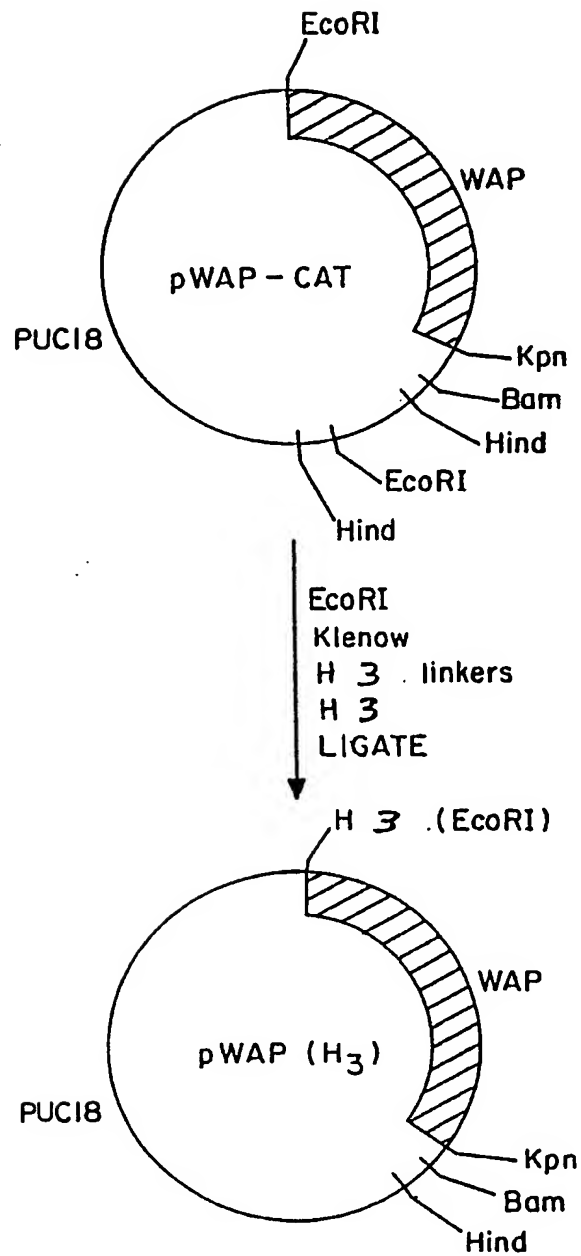 EcoRI
WAP
pWAP-CAT
PUC18
Kpn
Bam
Hind
EcoRI
Hind
EcoRI
Klenow
H 3 . linkers
H 3
LIGATE
H 3 .(EcoRI)
WAP
pWAP (H3)
PUC18
Kpn
Bam
Hind